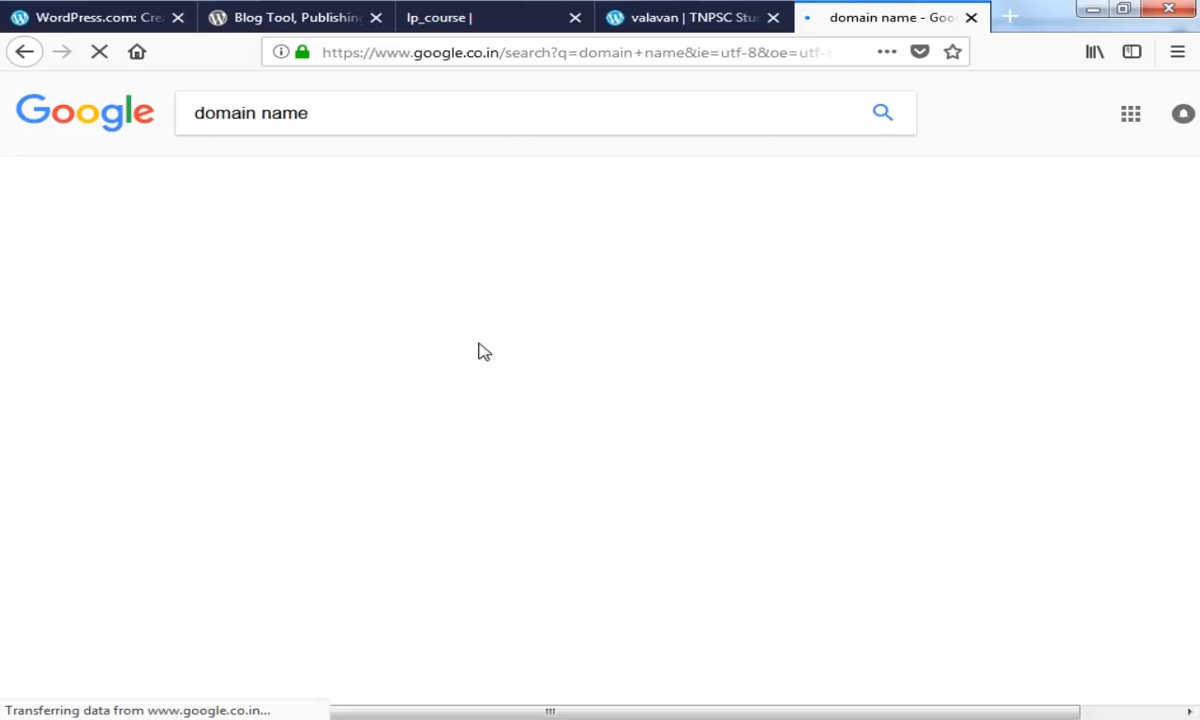 WordPress.com: Cre
Blog Tool, Publishin
lp_course |
valavan | TNPSC Stu
domain name - Goo
https://www.google.co.in/search?q=domain+name&ie=utf-8&oe=utf-8
Google
domain name
Transferring data from www.google.co.in...